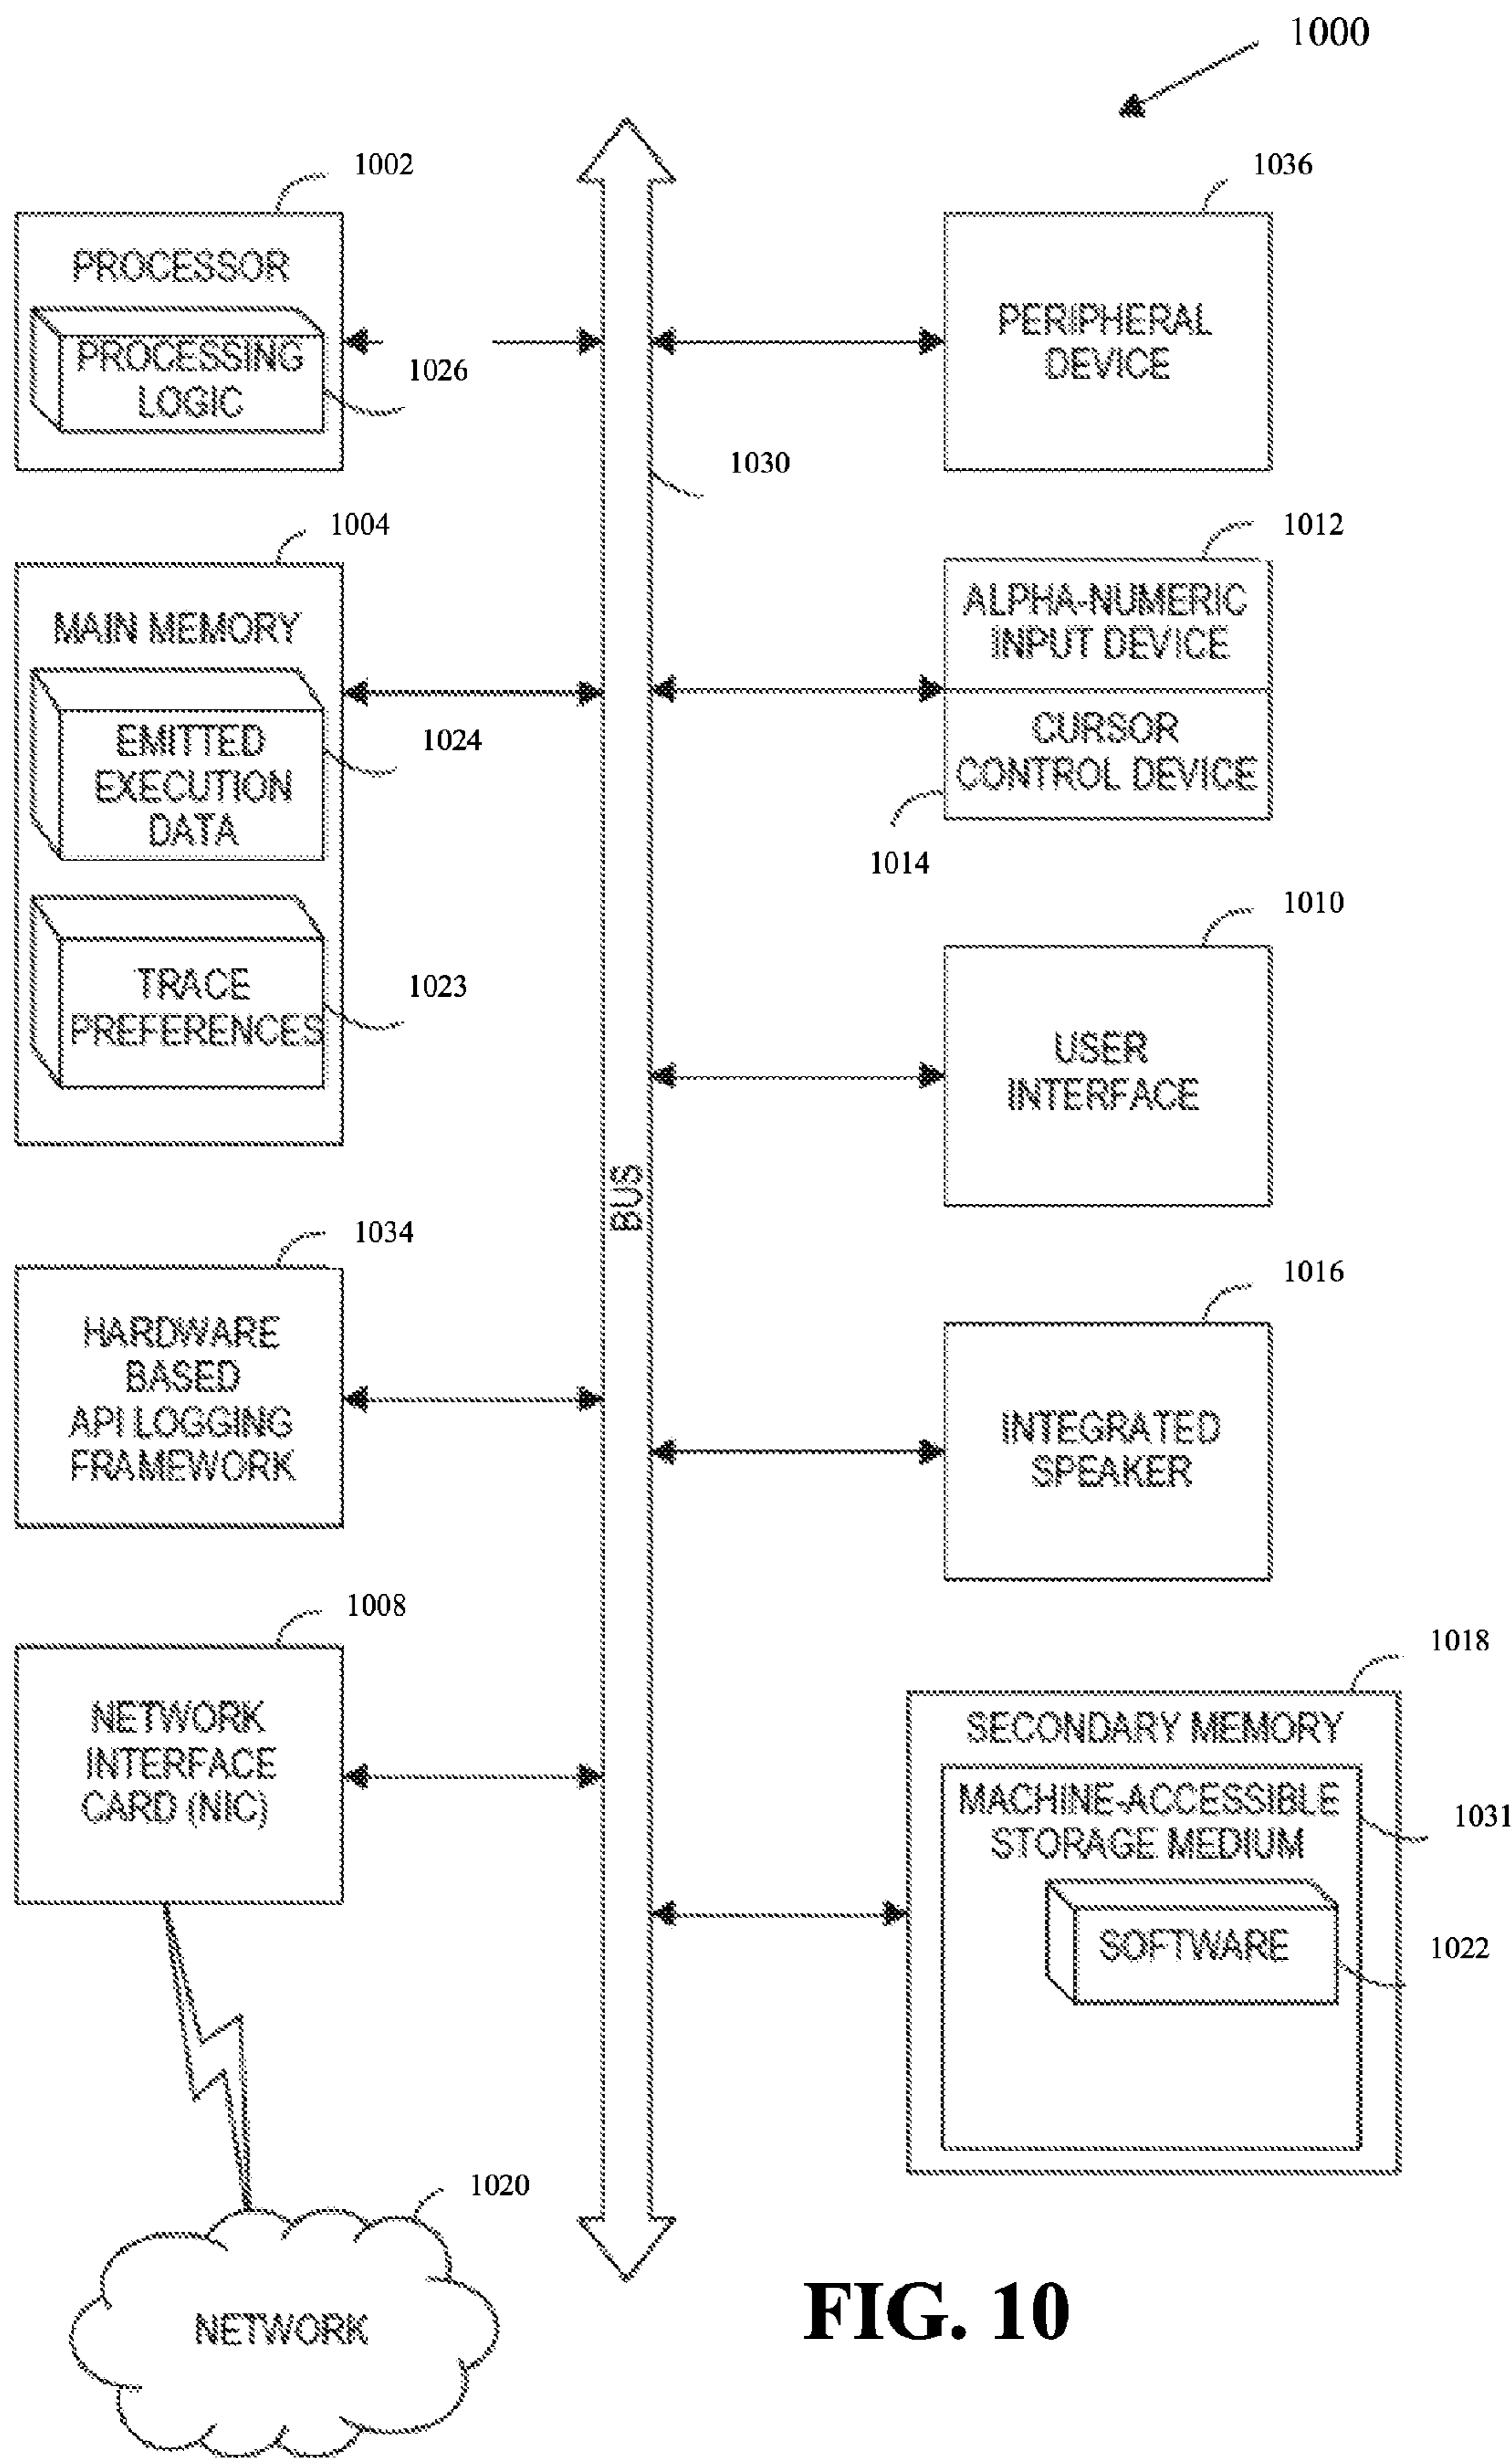 1000
1002
PROCESSOR
PROCESSING
LOGIC
1026
1036
PERIPHERAL
DEVICE
1030
1004
MAIN MEMORY
EMITTED
EXECUTION
DATA
1024
TRACE
PREFERENCES
1023
1012
ALPHA-NUMERIC
INPUT DEVICE
CURSOR
CONTROL DEVICE
1014
1010
USER
INTERFACE
BUS
1034
HARDWARE
BASED
API LOGGING
FRAMEWORK
1016
INTEGRATED
SPEAKER
1008
NETWORK
INTERFACE
CARD (NIC)
1018
SECONDARY MEMORY
MACHINE-ACCESSIBLE
STORAGE MEDIUM
1031
SOFTWARE
1022
1020
NETWORK
FIG. 10